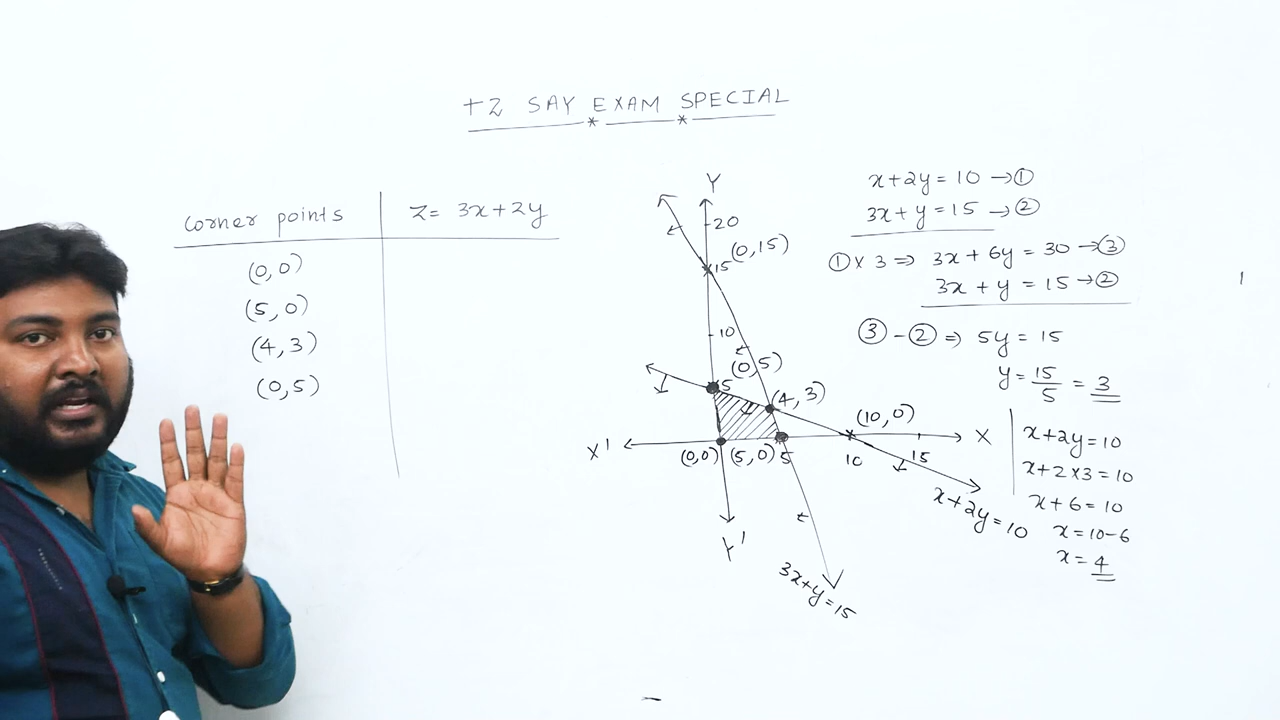 +2 SAY EXAM SPECIAL
Corner points | Z = 3x+2y
(0,0)
(5,0)
(4,3)
(0,5)
Y
20
(0,15)
15
10
(0,5)
5
(4,3)
(10,0)
X' X
(0,0) (5,0) 5 10 15
x+2y=10
Y'
3x+y=15
x+2y = 10 → ①
3x+y = 15 → ②
①×3 ⇒ 3x+6y = 30 → ③
3x+y = 15 → ②
③-② ⇒ 5y = 15
y = 15/5 = 3
x+2y=10
x+2×3=10
x+6=10
x=10-6
x=4